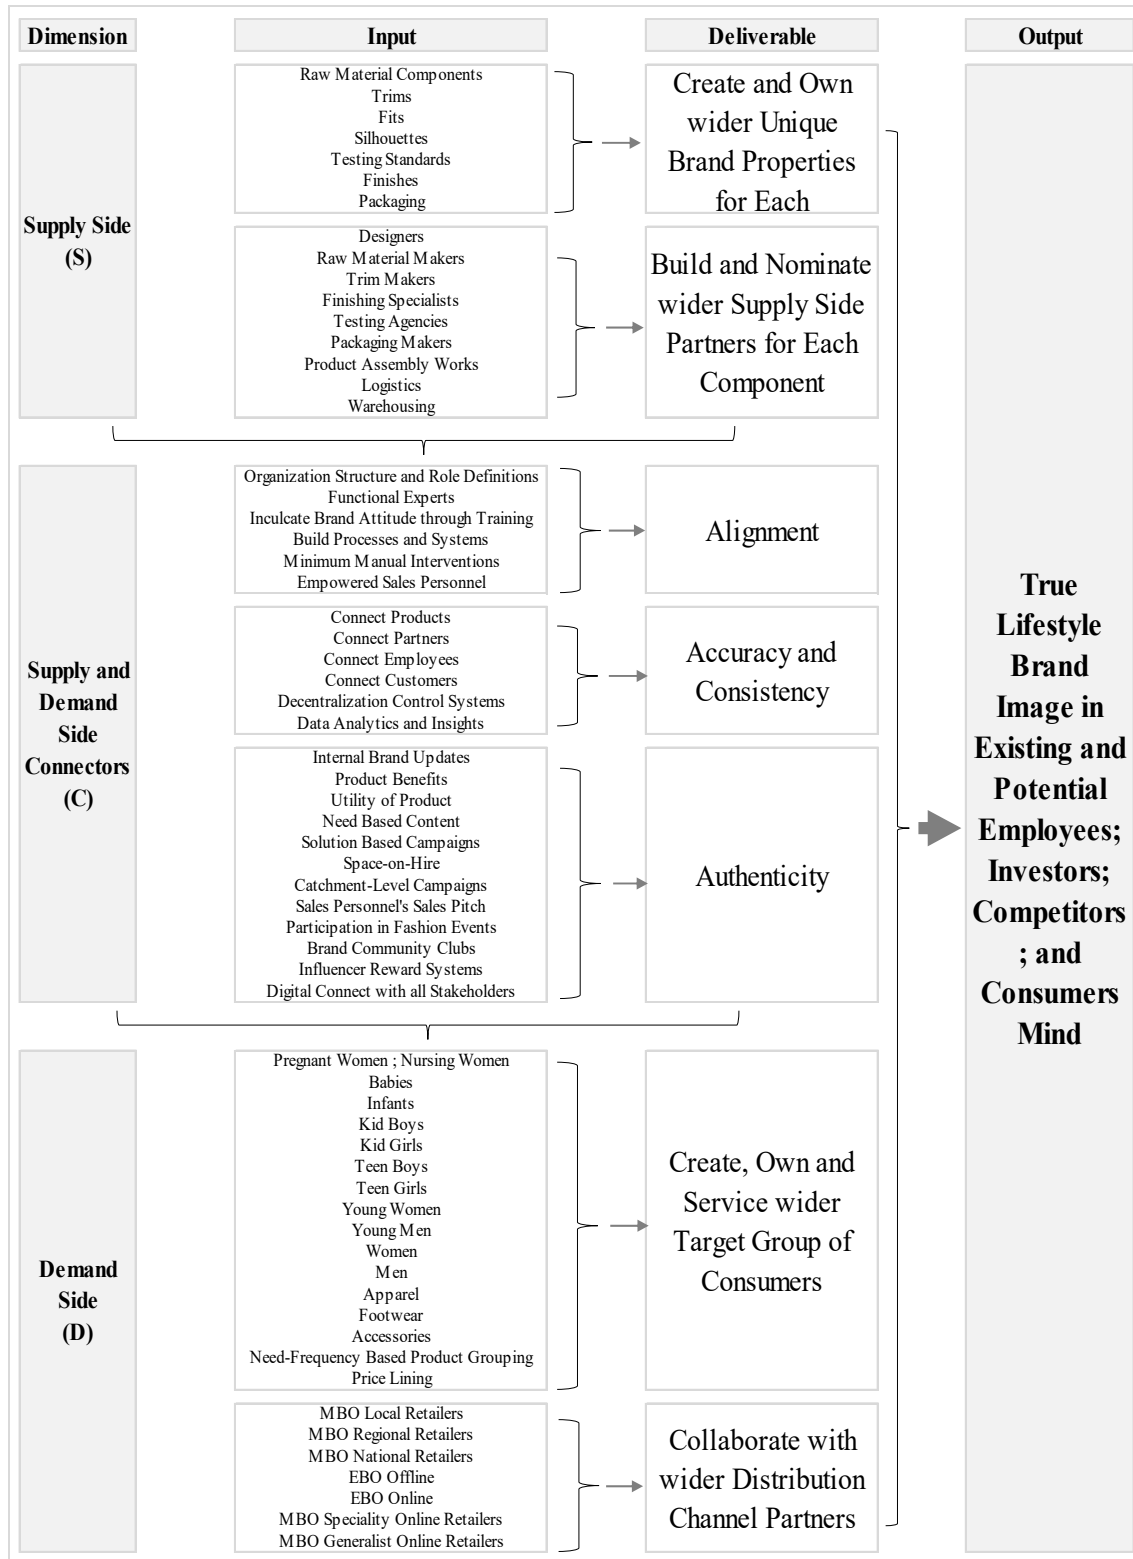 Dimension
Input
Deliverable
Output
Supply Side
(S)
Raw Material Components
Trims
Fits
Silhouettes
Testing Standards
Finishes
Packaging
Create and Own
wider Unique
Brand Properties
for Each
Designers
Raw Material Makers
Trim Makers
Finishing Specialists
Testing Agencies
Packaging Makers
Product Assembly Works
Logistics
Warehousing
Build and Nominate
wider Supply Side
Partners for Each
Component
Supply and
Demand
Side
Connectors
(C)
Organization Structure and Role Definitions
Functional Experts
Inculcate Brand Attitude through Training
Build Processes and Systems
Minimum Manual Interventions
Empowered Sales Personnel
Alignment
Connect Products
Connect Partners
Connect Employees
Connect Customers
Decentralization Control Systems
Data Analytics and Insights
Accuracy and
Consistency
Internal Brand Updates
Product Benefits
Utility of Product
Need Based Content
Solution Based Campaigns
Space-on-Hire
Catchment-Level Campaigns
Sales Personnel's Sales Pitch
Participation in Fashion Events
Brand Community Clubs
Influencer Reward Systems
Digital Connect with all Stakeholders
Authenticity
Demand
Side
(D)
Pregnant Women ; Nursing Women
Babies
Infants
Kid Boys
Kid Girls
Teen Boys
Teen Girls
Young Women
Young Men
Women
Men
Apparel
Footwear
Accessories
Need-Frequency Based Product Grouping
Price Lining
Create, Own and
Service wider
Target Group of
Consumers
MBO Local Retailers
MBO Regional Retailers
MBO National Retailers
EBO Offline
EBO Online
MBO Speciality Online Retailers
MBO Generalist Online Retailers
Collaborate with
wider Distribution
Channel Partners
True
Lifestyle
Brand
Image in
Existing and
Potential
Employees;
Investors;
Competitors
; and
Consumers
Mind